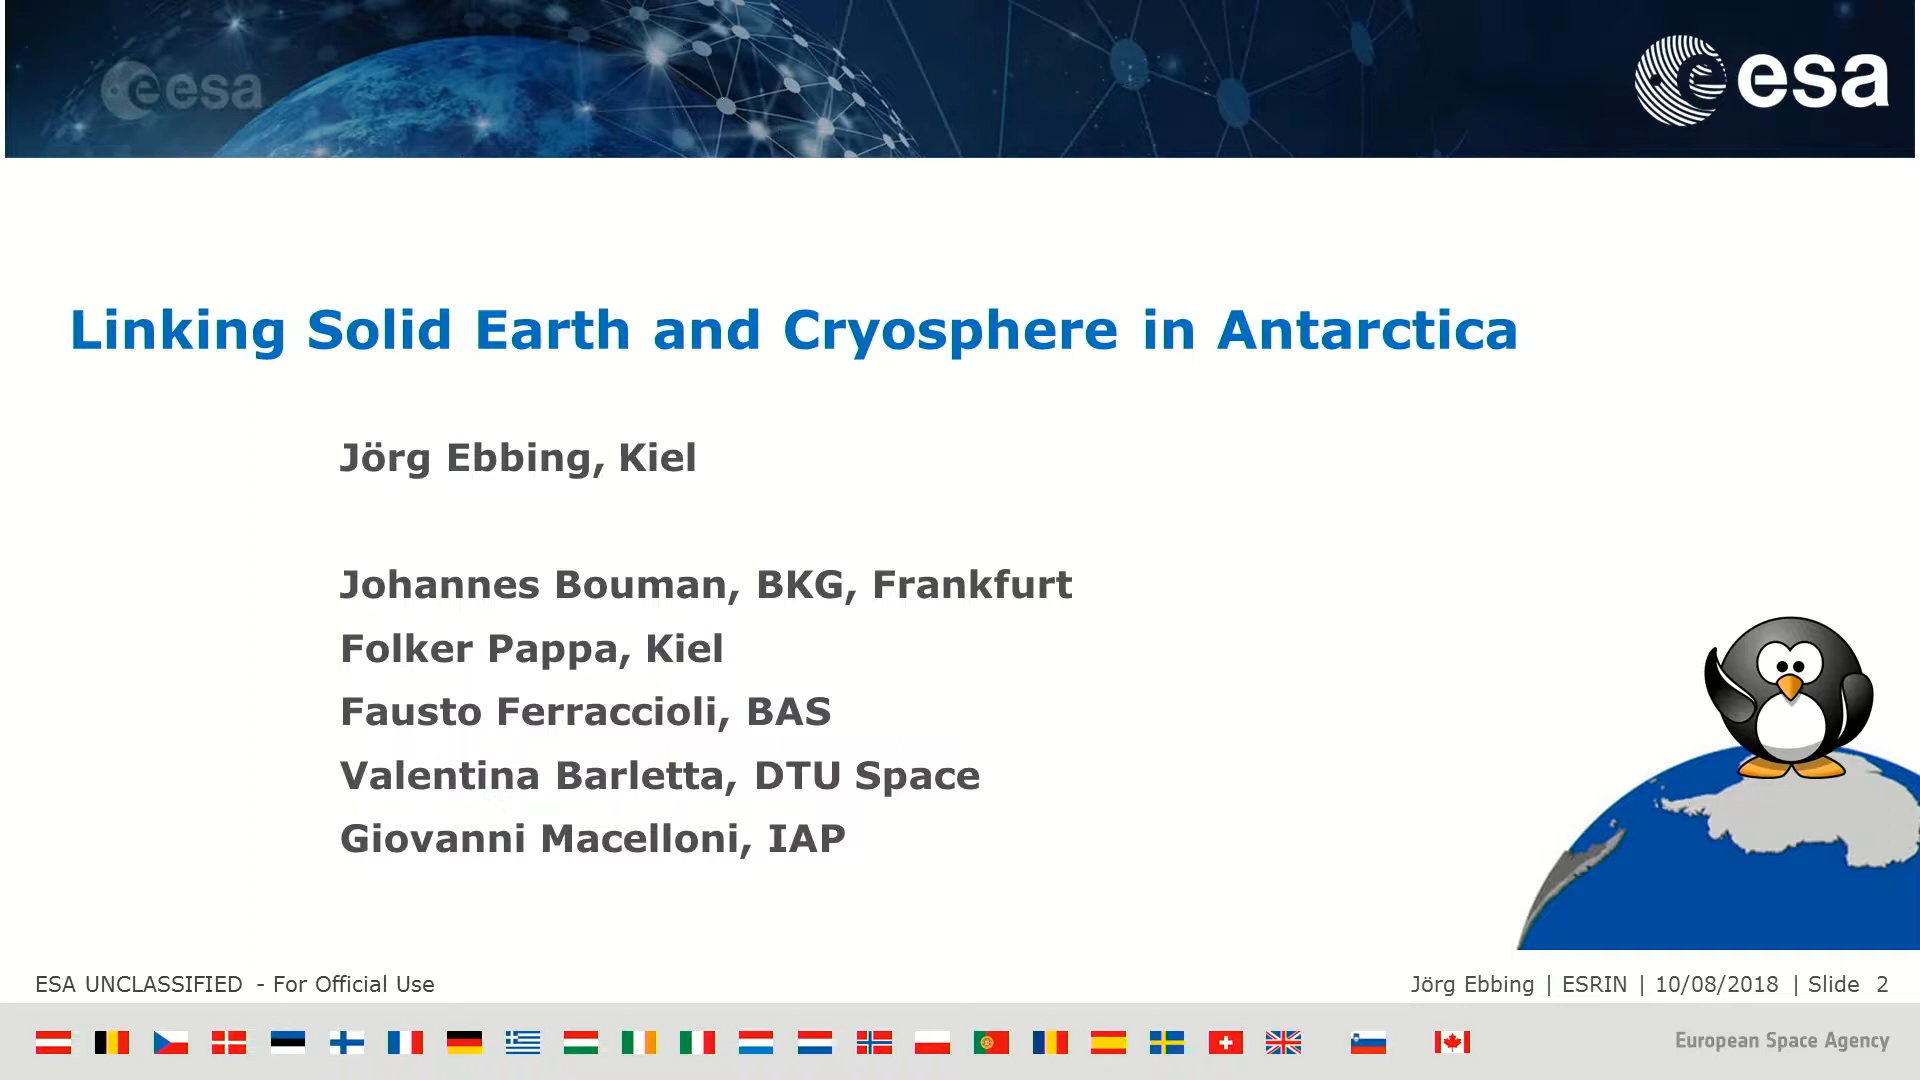 esa
esa
Linking Solid Earth and Cryosphere in Antarctica
Jörg Ebbing, Kiel
Johannes Bouman, BKG, Frankfurt
Folker Pappa, Kiel
Fausto Ferraccioli, BAS
Valentina Barletta, DTU Space
Giovanni Macelloni, IAP
ESA UNCLASSIFIED - For Official Use
Jörg Ebbing | ESRIN | 10/08/2018 | Slide 2
European Space Agency